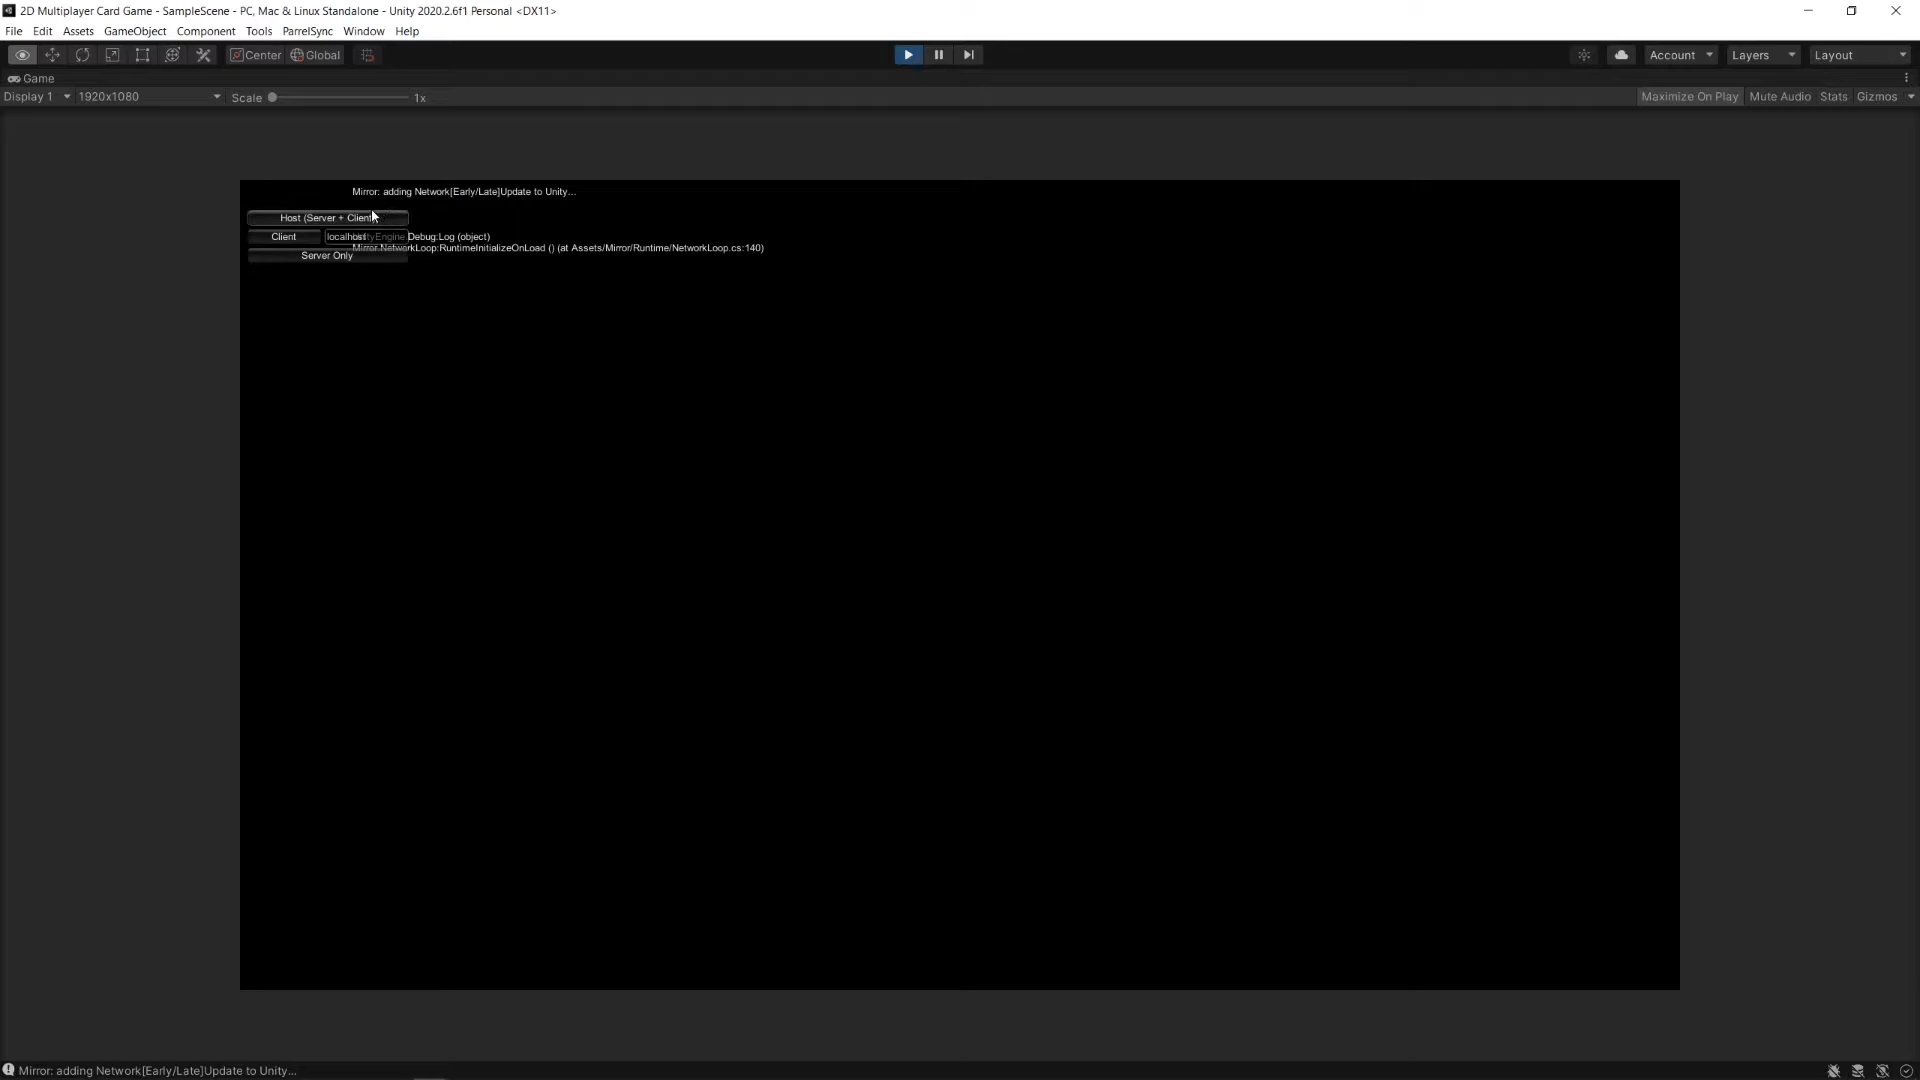 2D Multiplayer Card Game - SampleScene - PC, Mac & Linux Standalone - Unity 2020.2.6f1 Personal <DX11>
File Edit Assets GameObject Component Tools ParrelSync Window Help
Center Global Account Layers Layout
Game
Display 1 1920x1080 Scale 1x Maximize On Play Mute Audio Stats Gizmos
Mirror: adding Network[Early/Late]Update to Unity...
Host (Server + Client
Client localhost UnityEngine.Debug:Log (object)
Mirror.NetworkLoop:RuntimeInitializeOnLoad () (at Assets/Mirror/Runtime/NetworkLoop.cs:140)
Server Only
Mirror: adding Network[Early/Late]Update to Unity...